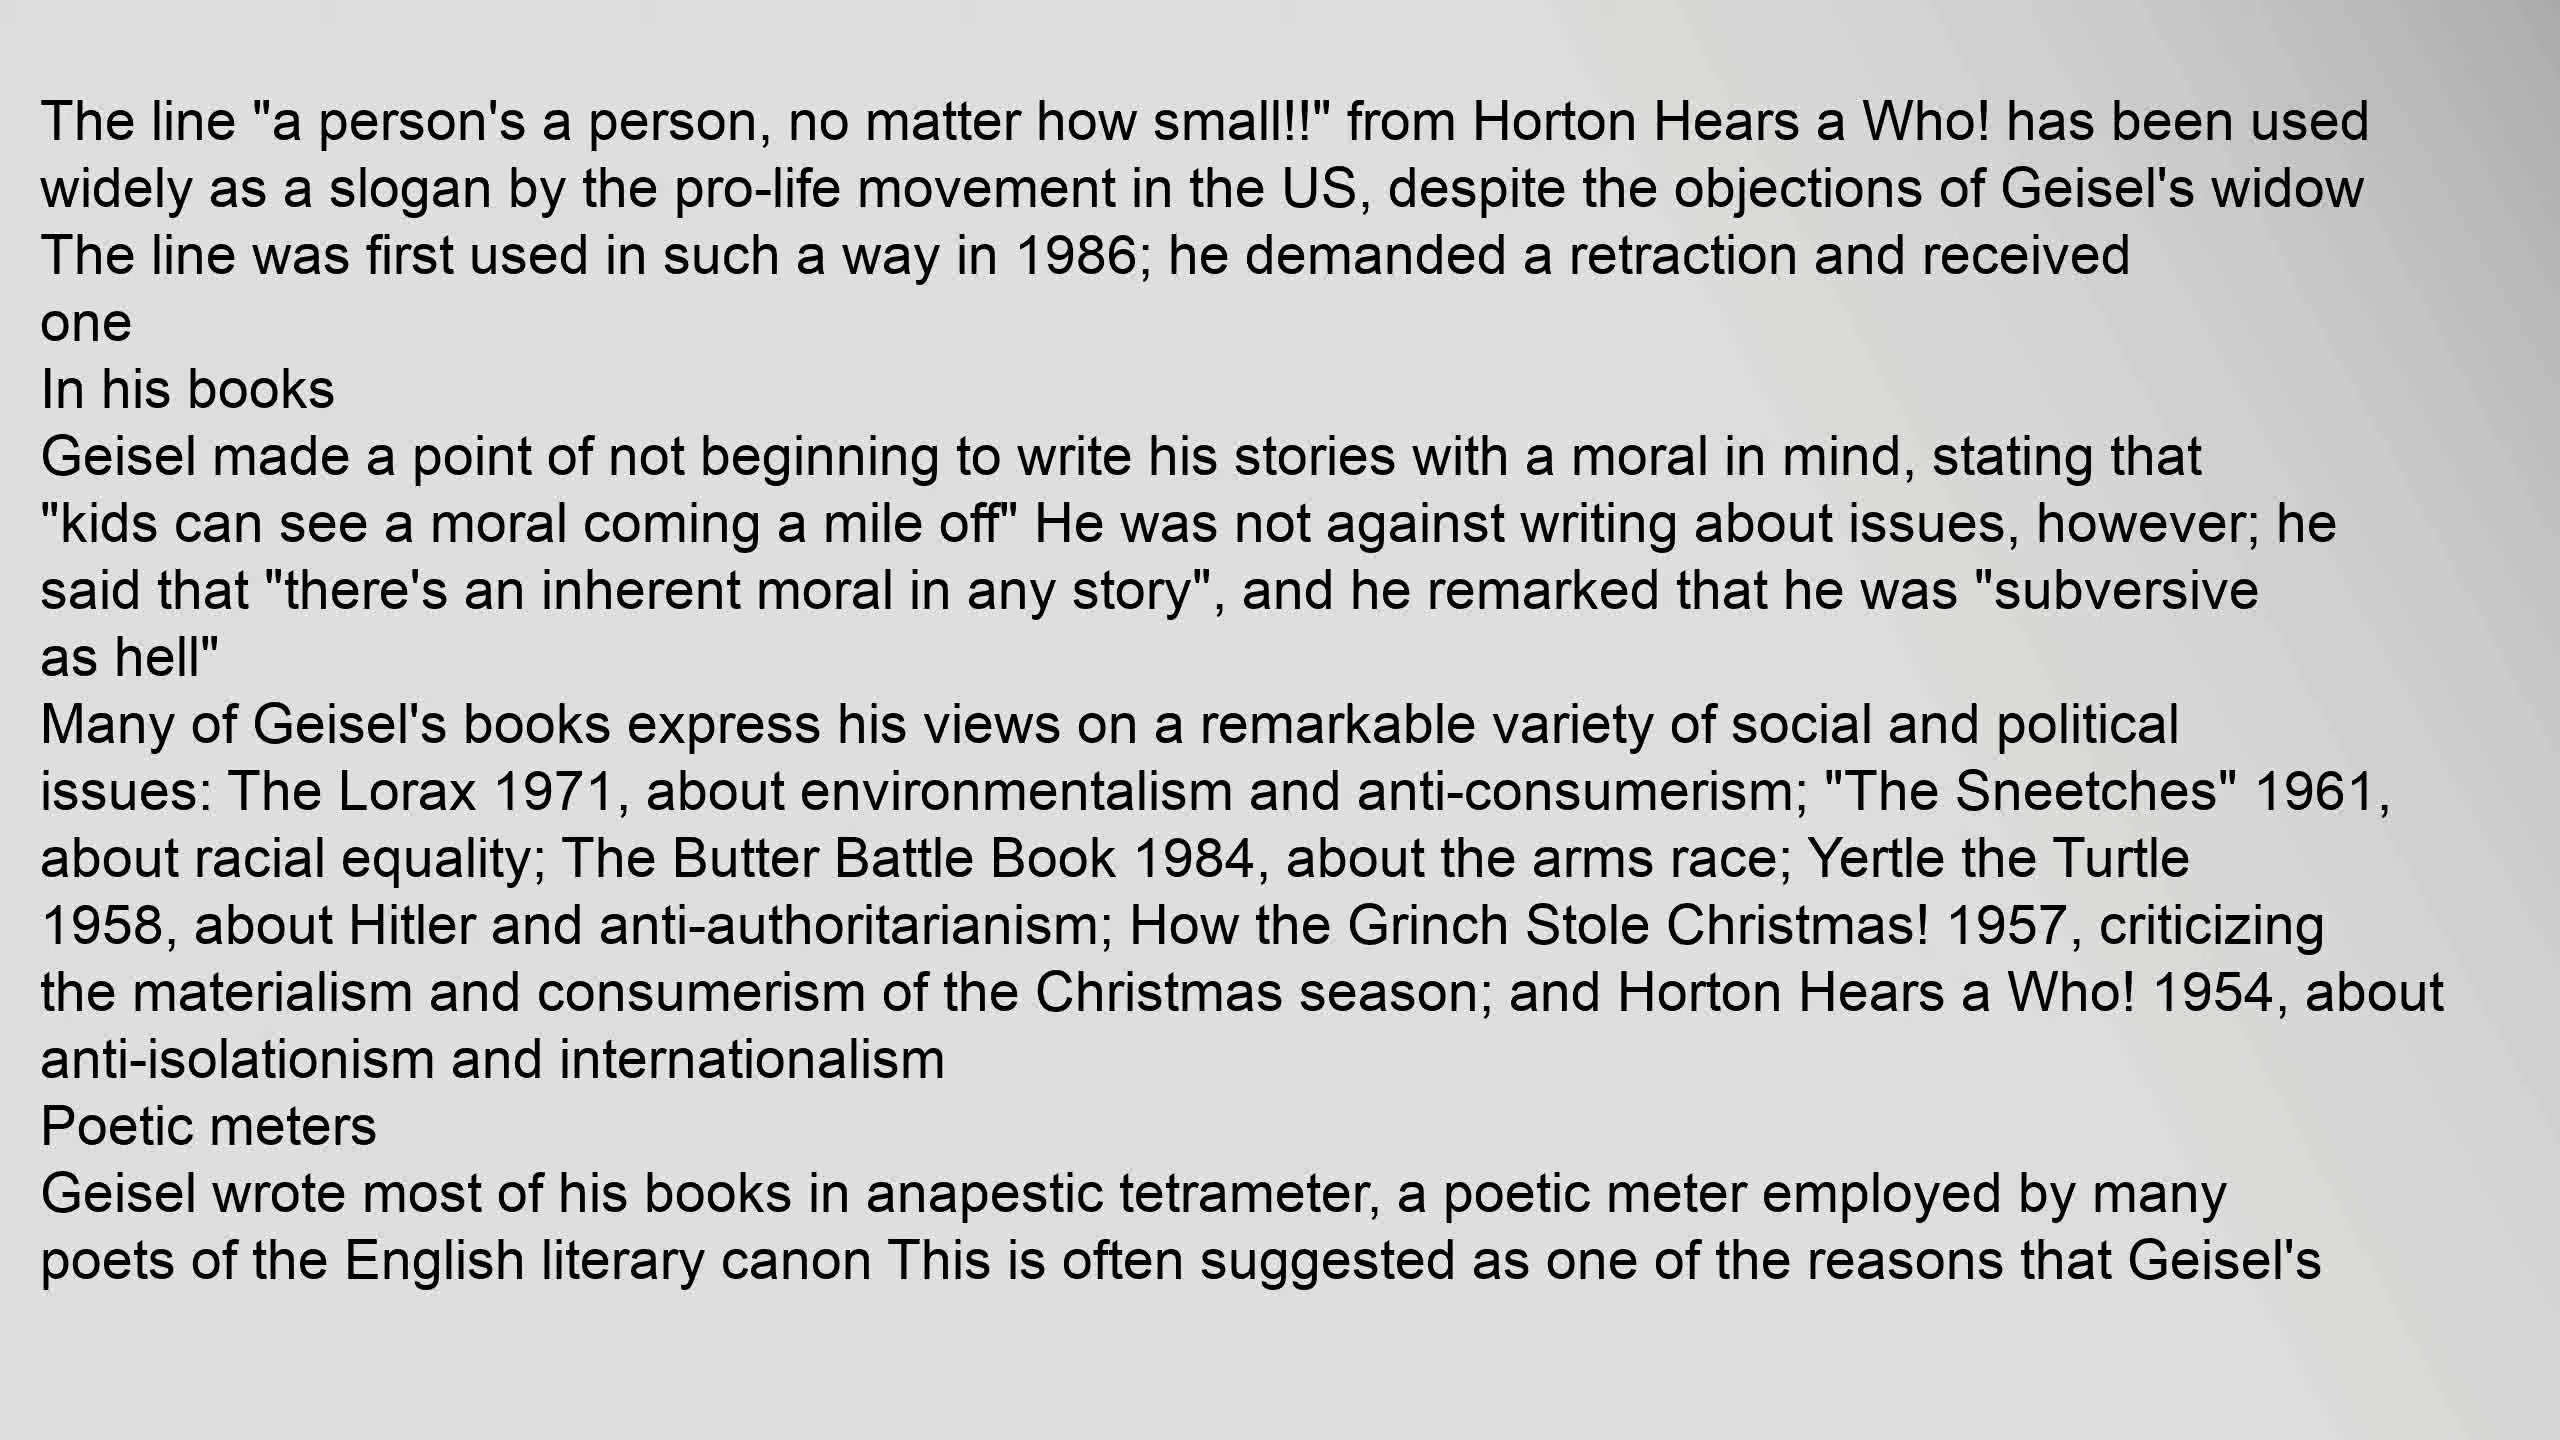 The line "a person's a person, no matter how small!!" from Horton Hears a Who! has been used
widely as a slogan by the pro-life movement in the US, despite the objections of Geisel's widow
The line was first used in such a way in 1986; he demanded a retraction and received
one
In his books
Geisel made a point of not beginning to write his stories with a moral in mind, stating that
"kids can see a moral coming a mile off" He was not against writing about issues, however; he
said that "there's an inherent moral in any story", and he remarked that he was "subversive
as hell"
Many of Geisel's books express his views on a remarkable variety of social and political
issues: The Lorax 1971, about environmentalism and anti-consumerism; "The Sneetches" 1961,
about racial equality; The Butter Battle Book 1984, about the arms race; Yertle the Turtle
1958, about Hitler and anti-authoritarianism; How the Grinch Stole Christmas! 1957, criticizing
the materialism and consumerism of the Christmas season; and Horton Hears a Who! 1954, about
anti-isolationism and internationalism
Poetic meters
Geisel wrote most of his books in anapestic tetrameter, a poetic meter employed by many
poets of the English literary canon This is often suggested as one of the reasons that Geisel's